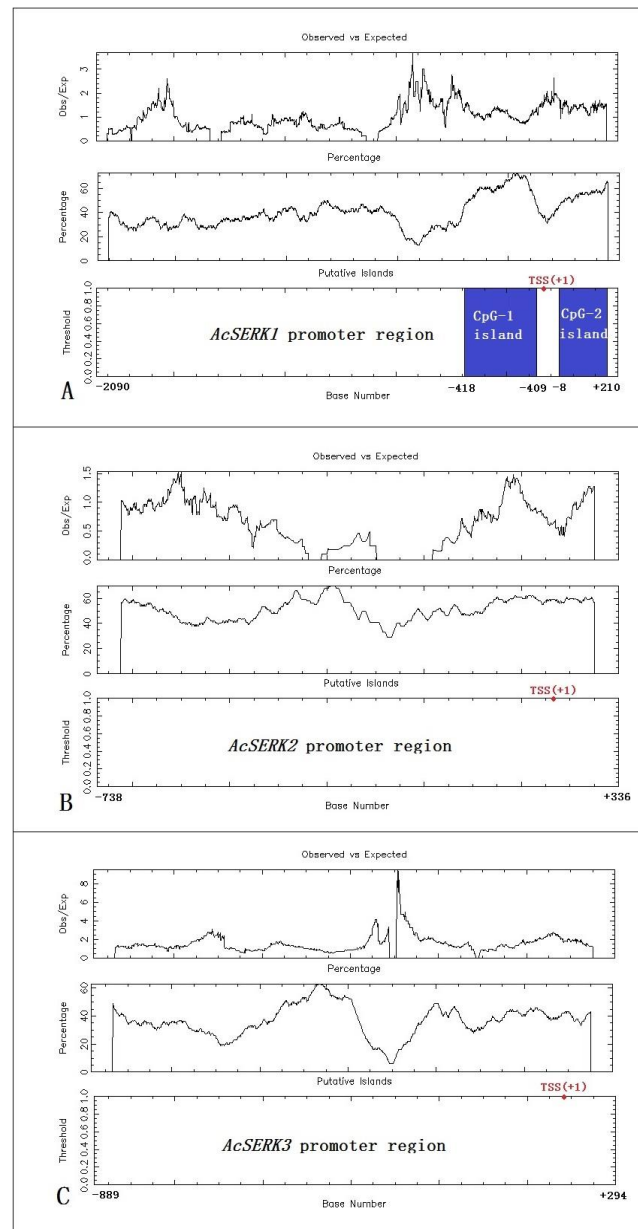 Observed vs Expected
Obs/Exp
0 1 2 3
Percentage
Percentage
0 20 40 60
Putative Islands
TSS(+1)
Threshold
0.0 0.2 0.4 0.6 0.8 1.0
AcSERK1 promoter region
CpG-1 island
CpG-2 island
A
-2090 -418 -409 -8 +210
Base Number
Observed vs Expected
Obs/Exp
0.0 0.5 1.0 1.5
Percentage
Percentage
0 20 40 60
Putative Islands
TSS(+1)
Threshold
0.0 0.2 0.4 0.6 0.8 1.0
AcSERK2 promoter region
B
-738 +336
Base Number
Observed vs Expected
Obs/Exp
0 2 4 6 8
Percentage
Percentage
0 20 40 60
Putative Islands
TSS(+1)
Threshold
0.0 0.2 0.4 0.6 0.8 1.0
AcSERK3 promoter region
C
-889 +294
Base Number